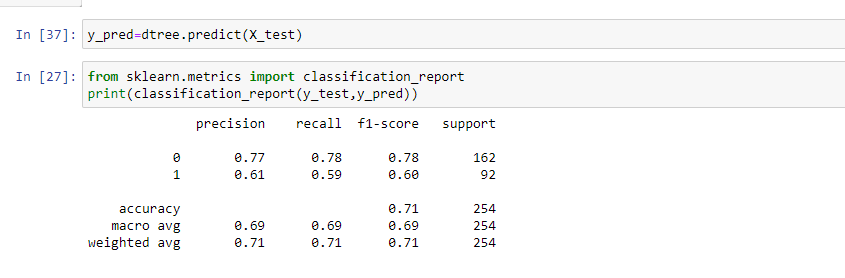 In [37]: y_pred=dtree.predict(X_test)
In [27]: from sklearn.metrics import classification_report
print(classification_report(y_test,y_pred))
precision recall f1-score support
0 0.77 0.78 0.78 162
1 0.61 0.59 0.60 92
accuracy 0.71 254
macro avg 0.69 0.69 0.69 254
weighted avg 0.71 0.71 0.71 254